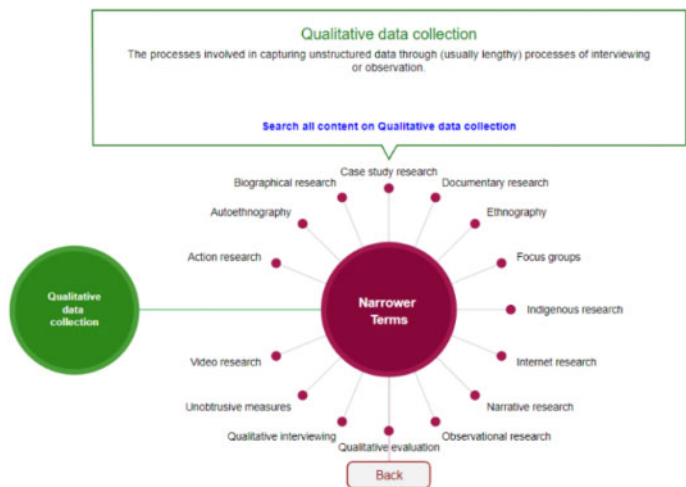 Qualitative data collection
The processes involved in capturing unstructured data through (usually lengthy) processes of interviewing
or observation.
Search all content on Qualitative data collection
Case study research
Biographical research
Documentary research
Autoethnography
Ethnography
Action research
Focus groups
Qualitative
data
collection
Narrower
Terms
Indigenous research
Video research
Internet research
Unobtrusive measures
Narrative research
Qualitative interviewing
Observational research
Qualitative evaluation
Back